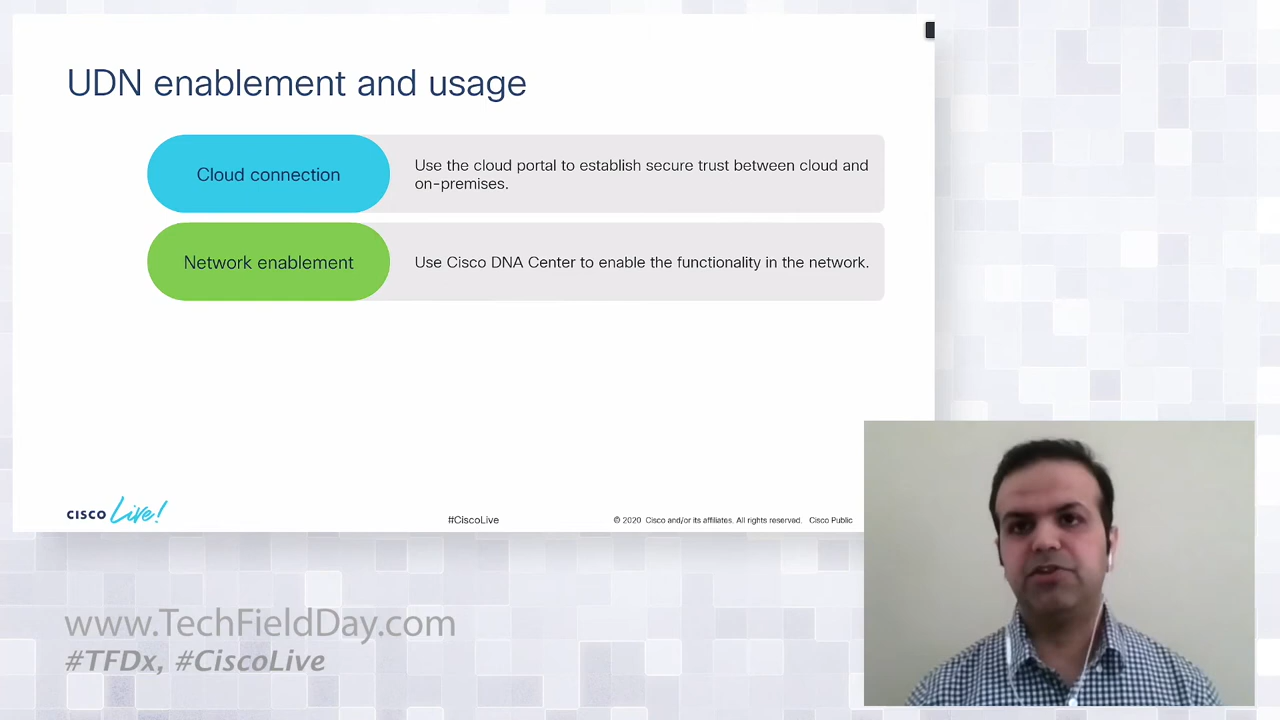 UDN enablement and usage
Cloud connection
Use the cloud portal to establish secure trust between cloud and
on-premises.
Network enablement
Use Cisco DNA Center to enable the functionality in the network.
CISCO Live!
#CiscoLive
© 2020 Cisco and/or its affiliates. All rights reserved. Cisco Public
www.TechFieldDay.com
#TFDx, #CiscoLive